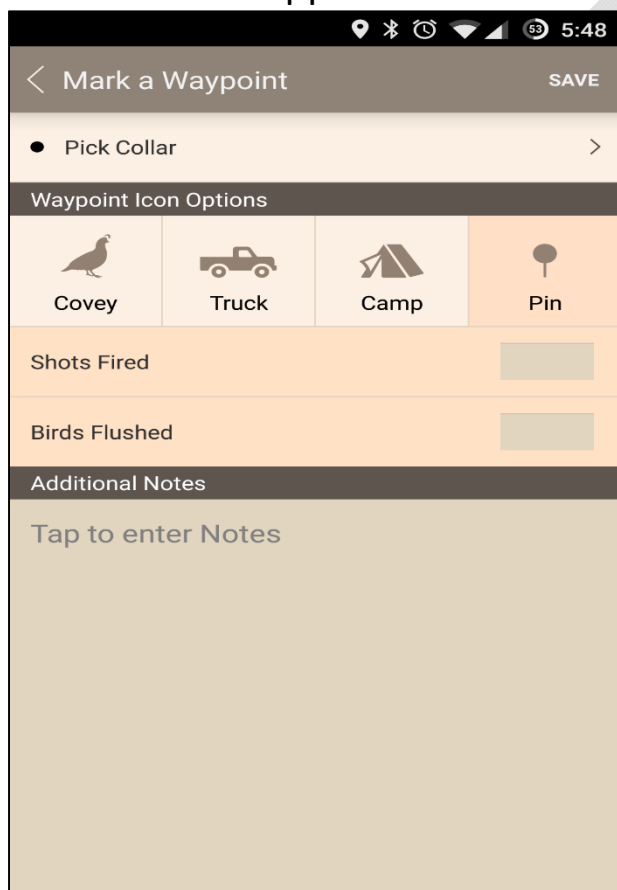 53 5:48
Mark a Waypoint SAVE
Pick Collar
Waypoint Icon Options
Covey Truck Camp Pin
Shots Fired
Birds Flushed
Additional Notes
Tap to enter Notes